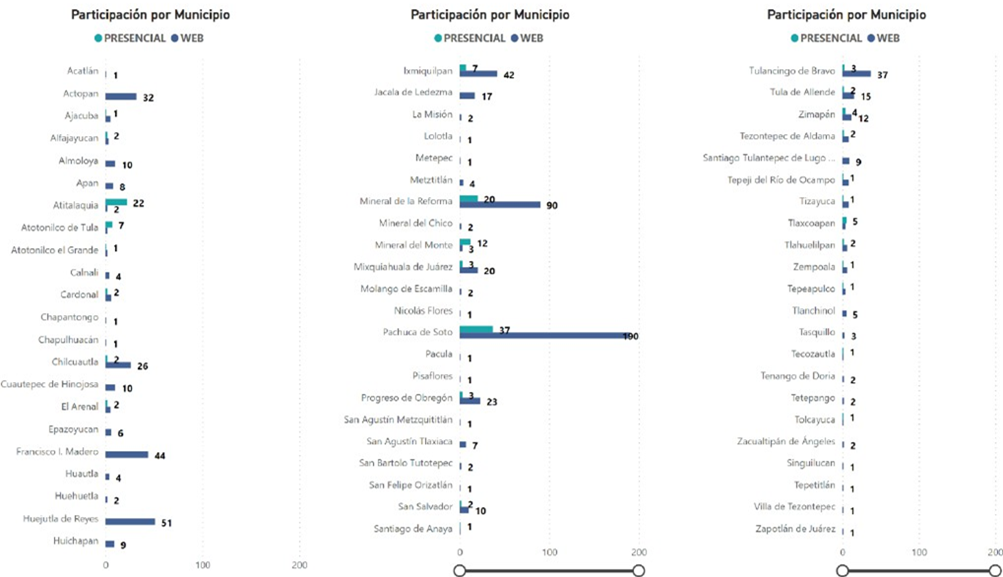 Participación por Municipio
PRESENCIAL WEB
Acatlán 1
Actopan 32
Ajacuba 1
Alfajayucan 2
Almoloya 10
Apan 8
Atitalaquia 22
2
Atotonilco de Tula 7
Atotonilco el Grande 1
Calnali 4
Cardonal 2
Chapantongo 1
Chapulhuacán 1
Chilcuautla 2
26
Cuautepec de Hinojosa 10
El Arenal 2
Epazoyucan 6
Francisco I. Madero 44
Huautla 4
Huehuetla 2
Huejutla de Reyes 51
Huichapan 9
0 100 200
Participación por Municipio
PRESENCIAL WEB
Ixmiquilpan 7
42
Jacala de Ledezma 17
La Misión 2
Lolotla 1
Metepec 1
Metztitlán 4
Mineral de la Reforma 20
90
Mineral del Chico 2
Mineral del Monte 12
3
Mixquiahuala de Juárez 3
20
Molango de Escamilla 2
Nicolás Flores 1
Pachuca de Soto 37
190
Pacula 1
Pisaflores 1
Progreso de Obregón 3
23
San Agustín Metzquititlán 1
San Agustín Tlaxiaca 7
San Bartolo Tutotepec 2
San Felipe Orizatlán 1
San Salvador 2
10
Santiago de Anaya 1
0 100 200
Participación por Municipio
PRESENCIAL WEB
Tulancingo de Bravo 3
37
Tula de Allende 2
15
Zimapán 4
12
Tezontepec de Aldama 2
Santiago Tulantepec de Lugo ... 9
Tepeji del Río de Ocampo 1
Tizayuca 1
Tlaxcoapan 5
Tlahuelilpan 2
Zempoala 1
Tepeapulco 1
Tlanchinol 5
Tasquillo 3
Tecozautla 1
Tenango de Doria 2
Tetepango 2
Tolcayuca 1
Zacualtipán de Ángeles 2
Singuilucan 1
Tepetitlán 1
Villa de Tezontepec 1
Zapotlán de Juárez 1
0 100 200